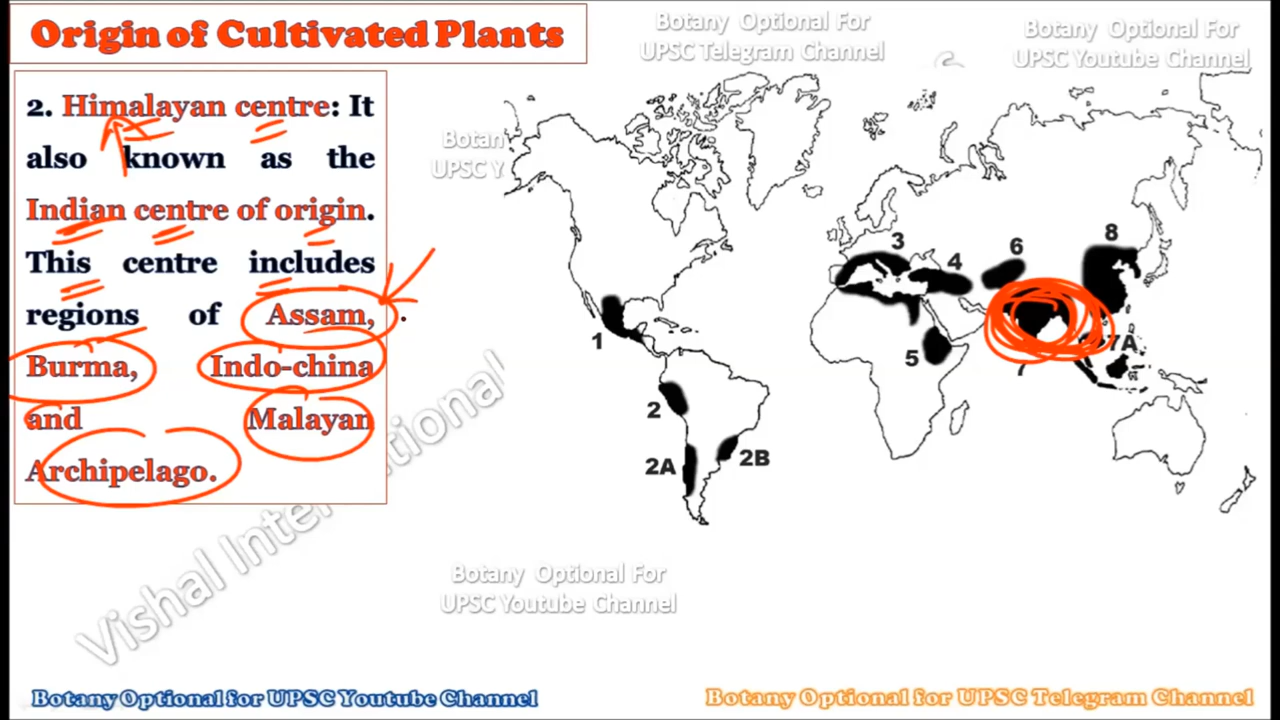 Origin of Cultivated Plants
Botany Optional For
UPSC Telegram Channel
Botany Optional For
UPSC Youtube Channel
2. Himalayan centre: It
also known as the
Indian centre of origin.
This centre includes
regions of Assam,
Burma, Indo-china
and Malayan
Archipelago.
Botany
UPSC Y
3
4
6
8
1
5
7
7A
2
2A
2B
Vishal International
Botany Optional For
UPSC Youtube Channel
Botany Optional for UPSC Youtube Channel
Botany Optional for UPSC Telegram Channel